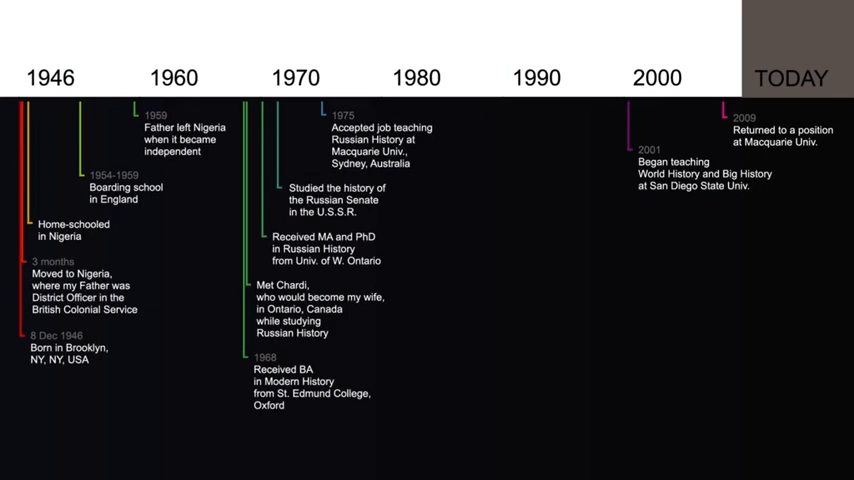 1946
1960
1970
1980
1990
2000
TODAY
1959
Father left Nigeria
when it became
independent
1954-1959
Boarding school
in England
Home-schooled
in Nigeria
3 months
Moved to Nigeria,
where my Father was
District Officer in the
British Colonial Service
8 Dec 1946
Born in Brooklyn,
NY, NY, USA
1975
Accepted job teaching
Russian History at
Macquarie Univ.,
Sydney, Australia
Studied the history of
the Russian Senate
in the U.S.S.R.
Received MA and PhD
in Russian History
from Univ. of W. Ontario
Met Chardi,
who would become my wife,
in Ontario, Canada
while studying
Russian History
1968
Received BA
in Modern History
from St. Edmund College,
Oxford
2001
Began teaching
World History and Big History
at San Diego State Univ.
2009
Returned to a position
at Macquarie Univ.